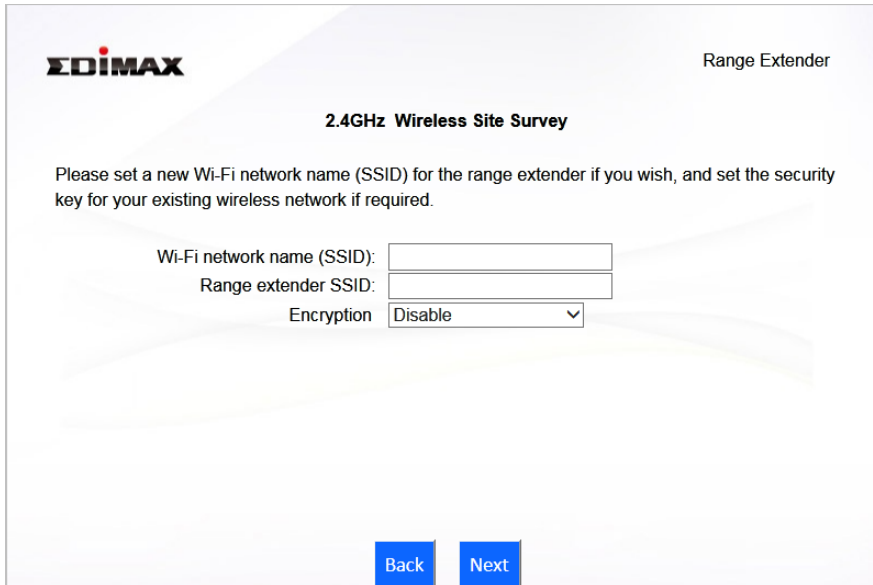 EDIMAX
Range Extender
2.4GHz Wireless Site Survey
Please set a new Wi-Fi network name (SSID) for the range extender if you wish, and set the security
key for your existing wireless network if required.
Wi-Fi network name (SSID):
Range extender SSID:
Encryption Disable
Back Next